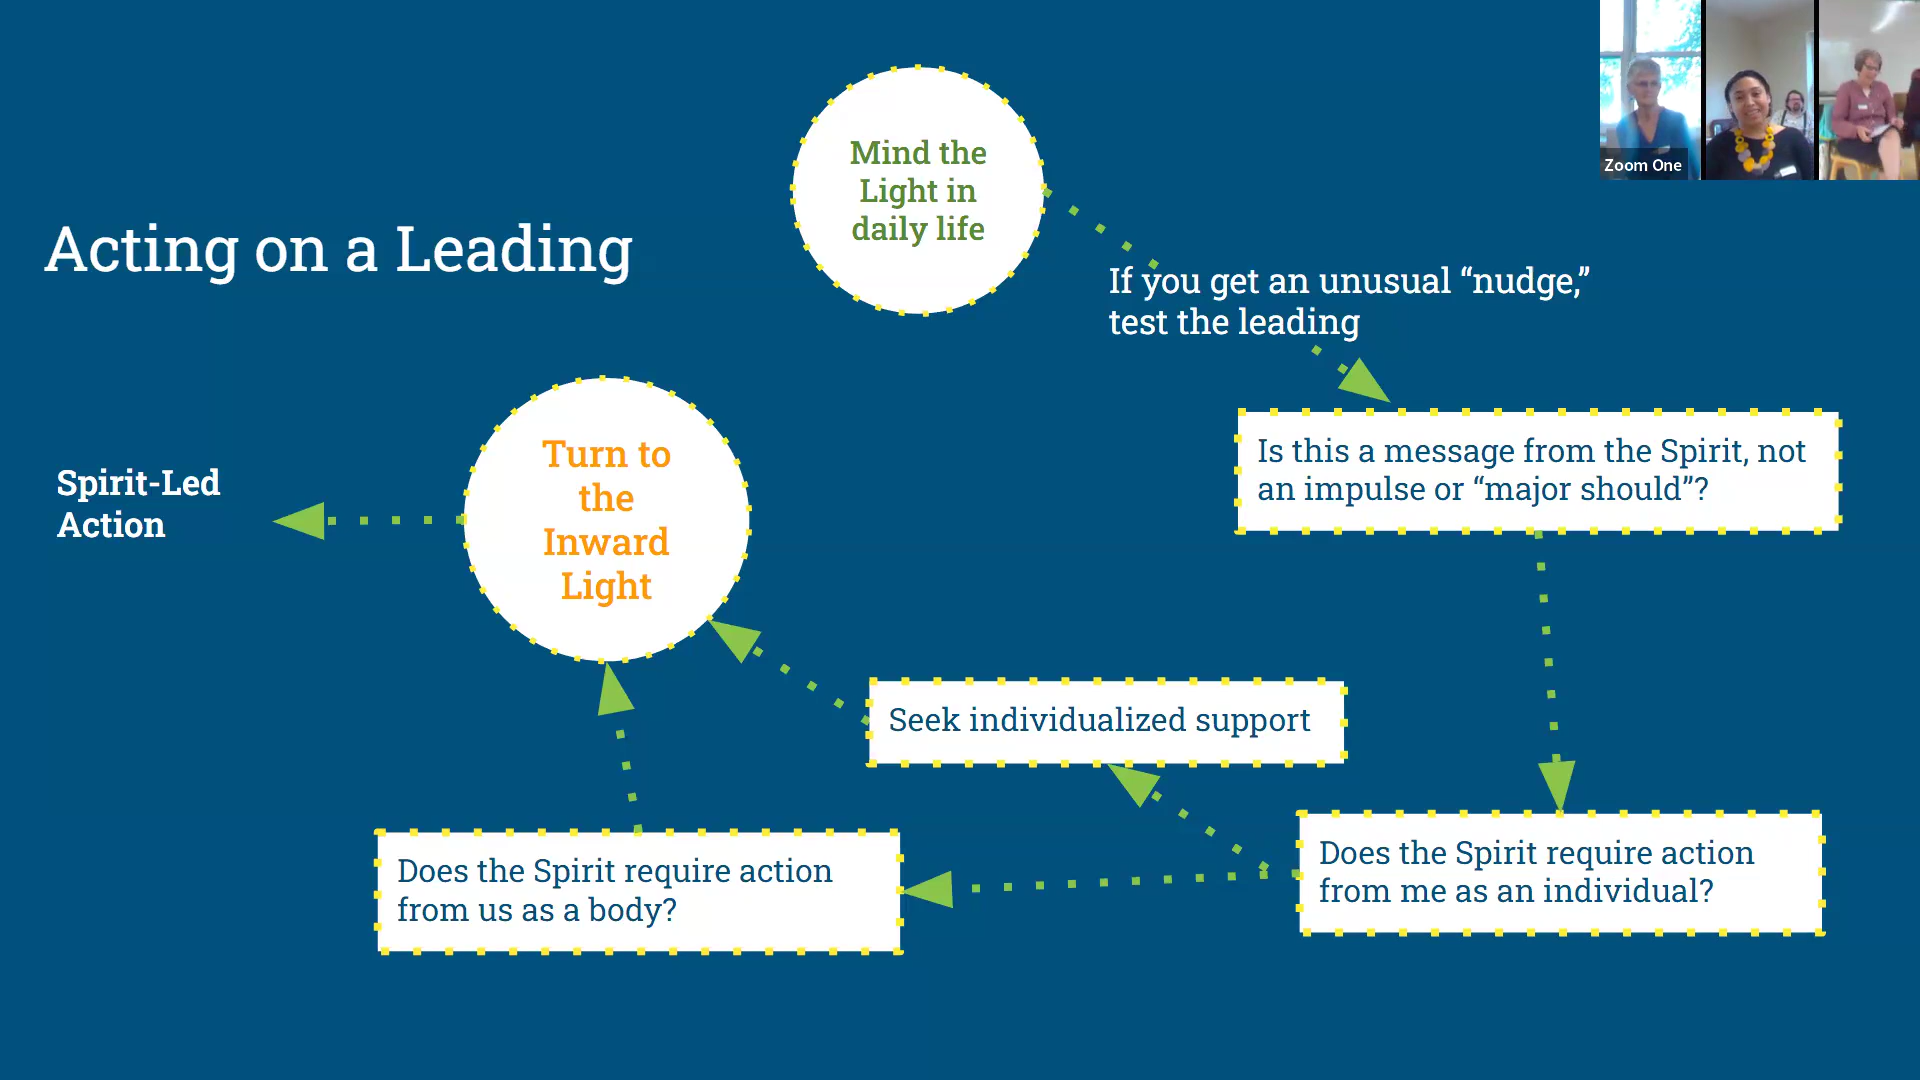 Acting on a Leading
Mind the
Light in
daily life
If you get an unusual “nudge,”
test the leading
Is this a message from the Spirit, not
an impulse or “major should”?
Does the Spirit require action
from me as an individual?
Seek individualized support
Does the Spirit require action
from us as a body?
Turn to
the
Inward
Light
Spirit-Led
Action
Zoom One